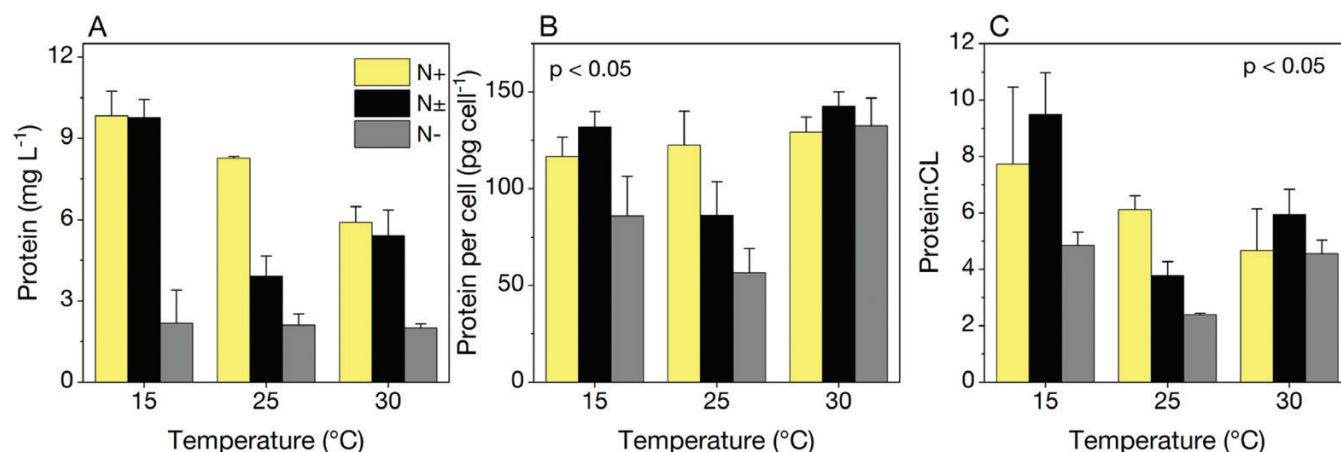 A
Protein (mg L⁻¹)
12
9
6
3
0
N+
N±
N-
15 25 30
Temperature (°C)
B
p < 0.05
Protein per cell (pg cell⁻¹)
150
100
50
0
15 25 30
Temperature (°C)
C
p < 0.05
Protein:CL
12
10
8
6
4
2
0
15 25 30
Temperature (°C)